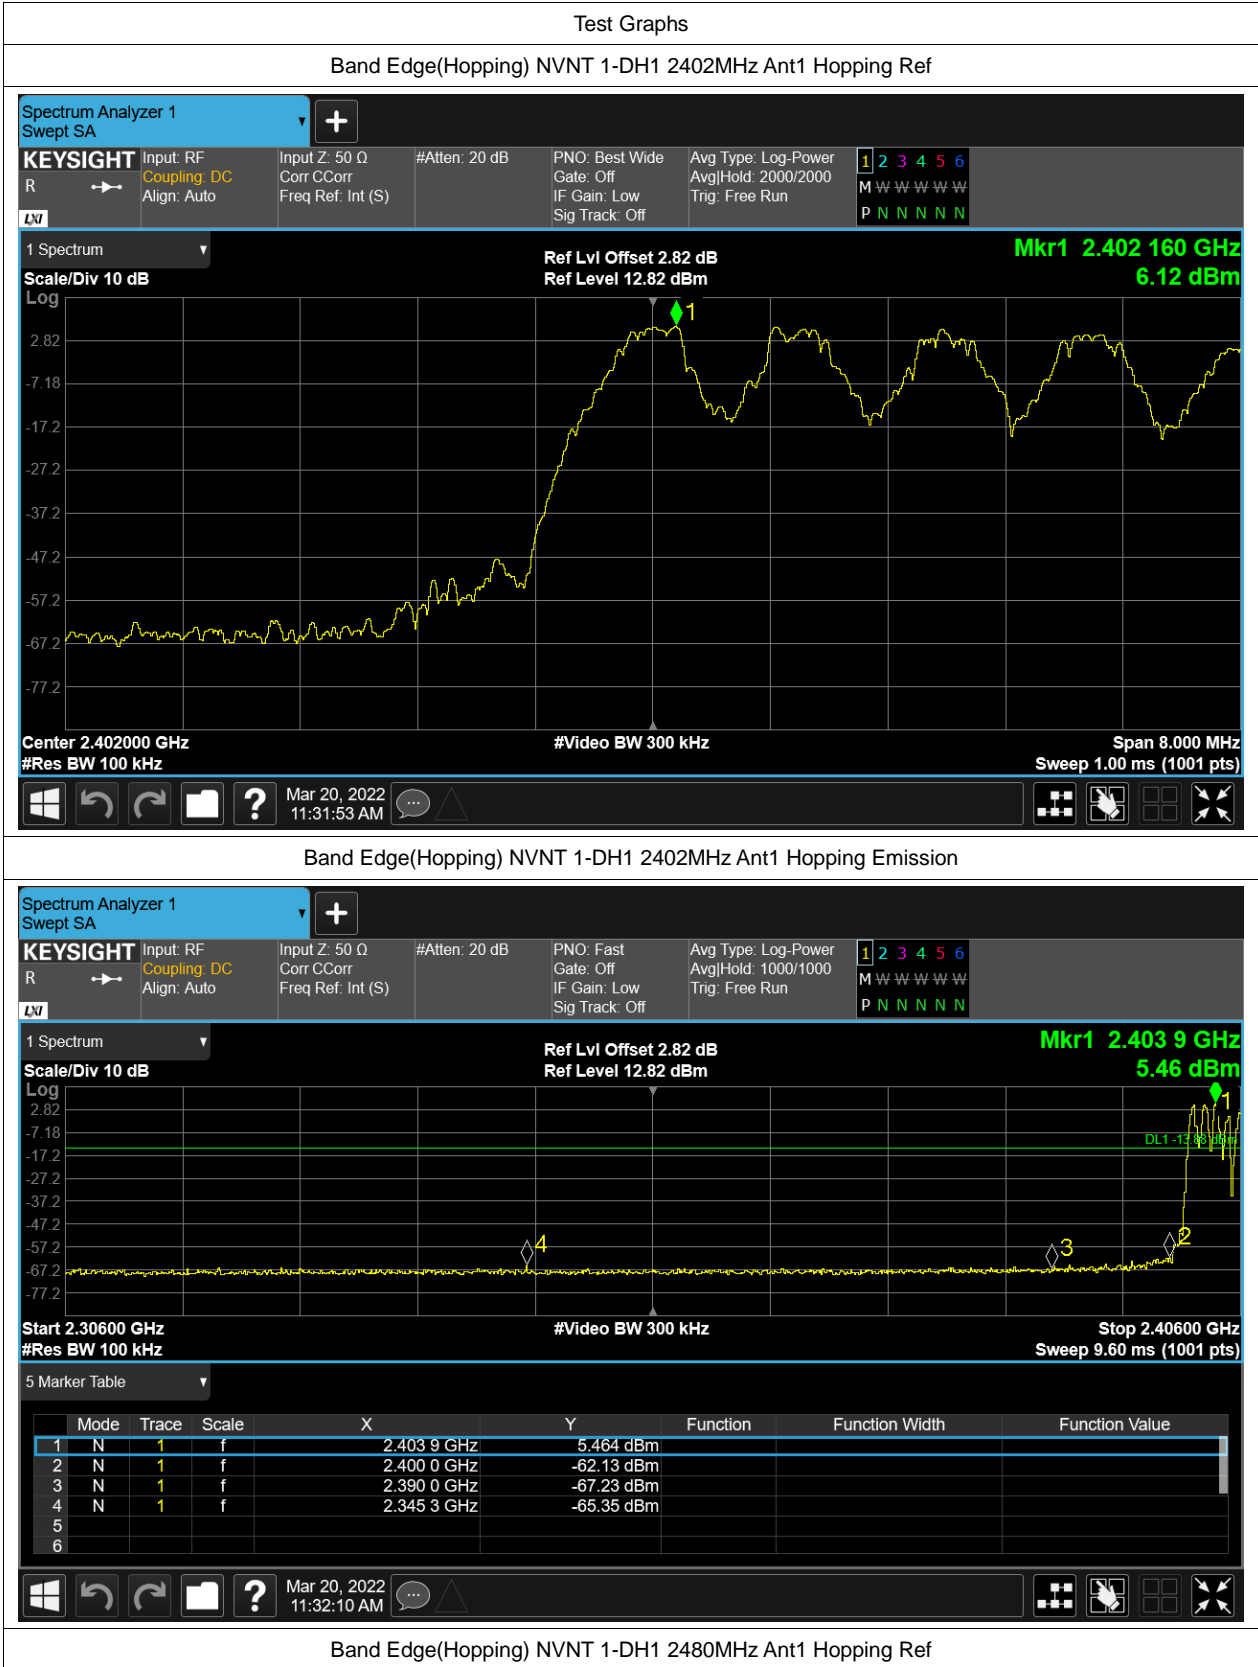 Test Graphs
Band Edge(Hopping) NVNT 1-DH1 2402MHz Ant1 Hopping Ref
Spectrum Analyzer 1
Swept SA
KEYSIGHT Input: RF Input Z: 50 Ω #Atten: 20 dB PNO: Best Wide Avg Type: Log-Power 1 2 3 4 5 6
R Coupling: DC Corr CCorr Gate: Off Avg|Hold: 2000/2000 M W W W W W
Align: Auto Freq Ref: Int (S) IF Gain: Low Trig: Free Run
LXI Sig Track: Off P N N N N N
1 Spectrum Ref Lvl Offset 2.82 dB Mkr1 2.402 160 GHz
Scale/Div 10 dB Ref Level 12.82 dBm 6.12 dBm
Log
1
2.82
-7.18
-17.2
-27.2
-37.2
-47.2
-57.2
-67.2
-77.2
Center 2.402000 GHz #Video BW 300 kHz Span 8.000 MHz
#Res BW 100 kHz Sweep 1.00 ms (1001 pts)
? Mar 20, 2022
11:31:53 AM
Band Edge(Hopping) NVNT 1-DH1 2402MHz Ant1 Hopping Emission
Spectrum Analyzer 1
Swept SA
KEYSIGHT Input: RF Input Z: 50 Ω #Atten: 20 dB PNO: Fast Avg Type: Log-Power 1 2 3 4 5 6
R Coupling: DC Corr CCorr Gate: Off Avg|Hold: 1000/1000 M W W W W W
Align: Auto Freq Ref: Int (S) IF Gain: Low Trig: Free Run
LXI Sig Track: Off P N N N N N
1 Spectrum Ref Lvl Offset 2.82 dB Mkr1 2.403 9 GHz
Scale/Div 10 dB Ref Level 12.82 dBm 5.46 dBm
Log
1
2.82
-7.18
DL1 -13.88 dBm
-17.2
-27.2
-37.2
-47.2
-57.2
4 3 2
-67.2
-77.2
Start 2.30600 GHz #Video BW 300 kHz Stop 2.40600 GHz
#Res BW 100 kHz Sweep 9.60 ms (1001 pts)
5 Marker Table
Mode Trace Scale X Y Function Function Width Function Value
1 N 1 f 2.403 9 GHz 5.464 dBm
2 N 1 f 2.400 0 GHz -62.13 dBm
3 N 1 f 2.390 0 GHz -67.23 dBm
4 N 1 f 2.345 3 GHz -65.35 dBm
5
6
? Mar 20, 2022
11:32:10 AM
Band Edge(Hopping) NVNT 1-DH1 2480MHz Ant1 Hopping Ref